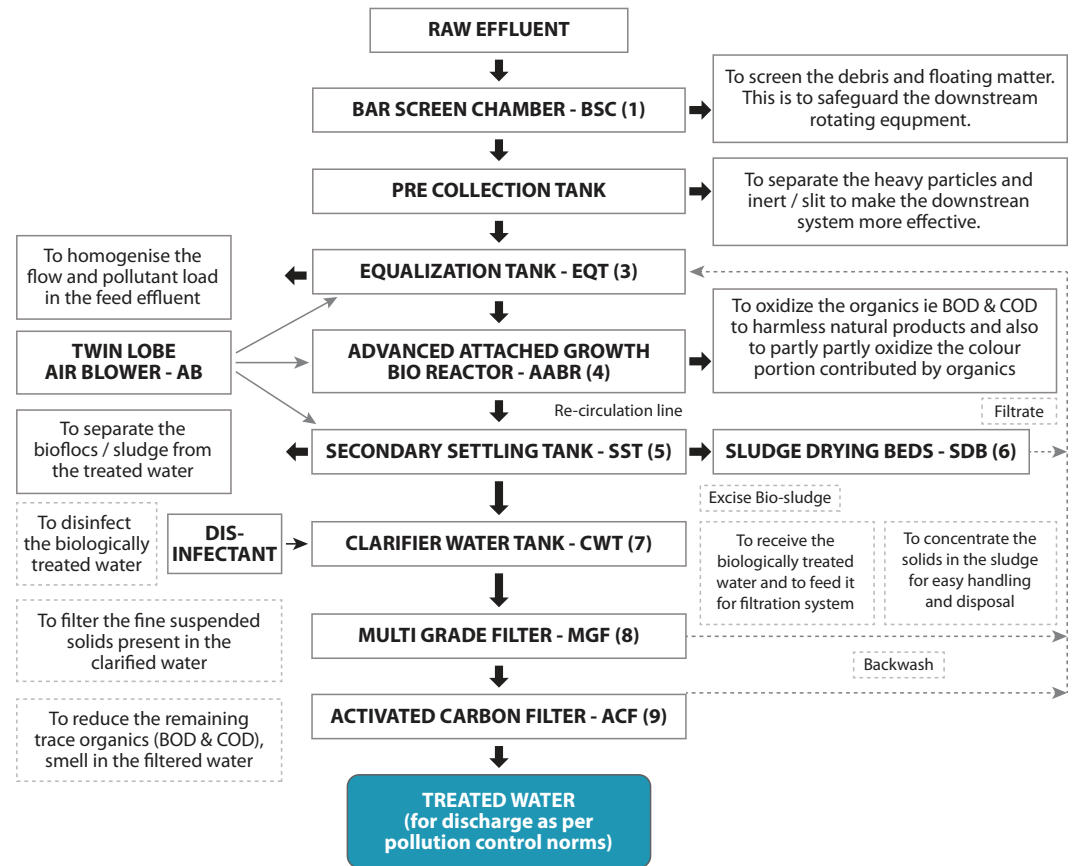 RAW EFFLUENT
BAR SCREEN CHAMBER - BSC (1)
To screen the debris and floating matter.
This is to safeguard the downstream
rotating equpment.
PRE COLLECTION TANK
To separate the heavy particles and
inert / slit to make the downstrean
system more effective.
To homogenise the
flow and pollutant load
in the feed effluent
EQUALIZATION TANK - EQT (3)
TWIN LOBE
AIR BLOWER - AB
ADVANCED ATTACHED GROWTH
BIO REACTOR - AABR (4)
To oxidize the organics ie BOD & COD
to harmless natural products and also
to partly partly oxidize the colour
portion contributed by organics
Re-circulation line
Filtrate
To separate the
bioflocs / sludge from
the treated water
SECONDARY SETTLING TANK - SST (5)
SLUDGE DRYING BEDS - SDB (6)
Excise Bio-sludge
To disinfect
the biologically
treated water
DIS-
INFECTANT
CLARIFIER WATER TANK - CWT (7)
To receive the
biologically treated
water and to feed it
for filtration system
To concentrate the
solids in the sludge
for easy handling
and disposal
To filter the fine suspended
solids present in the
clarified water
MULTI GRADE FILTER - MGF (8)
Backwash
To reduce the remaining
trace organics (BOD & COD),
smell in the filtered water
ACTIVATED CARBON FILTER - ACF (9)
TREATED WATER
(for discharge as per
pollution control norms)